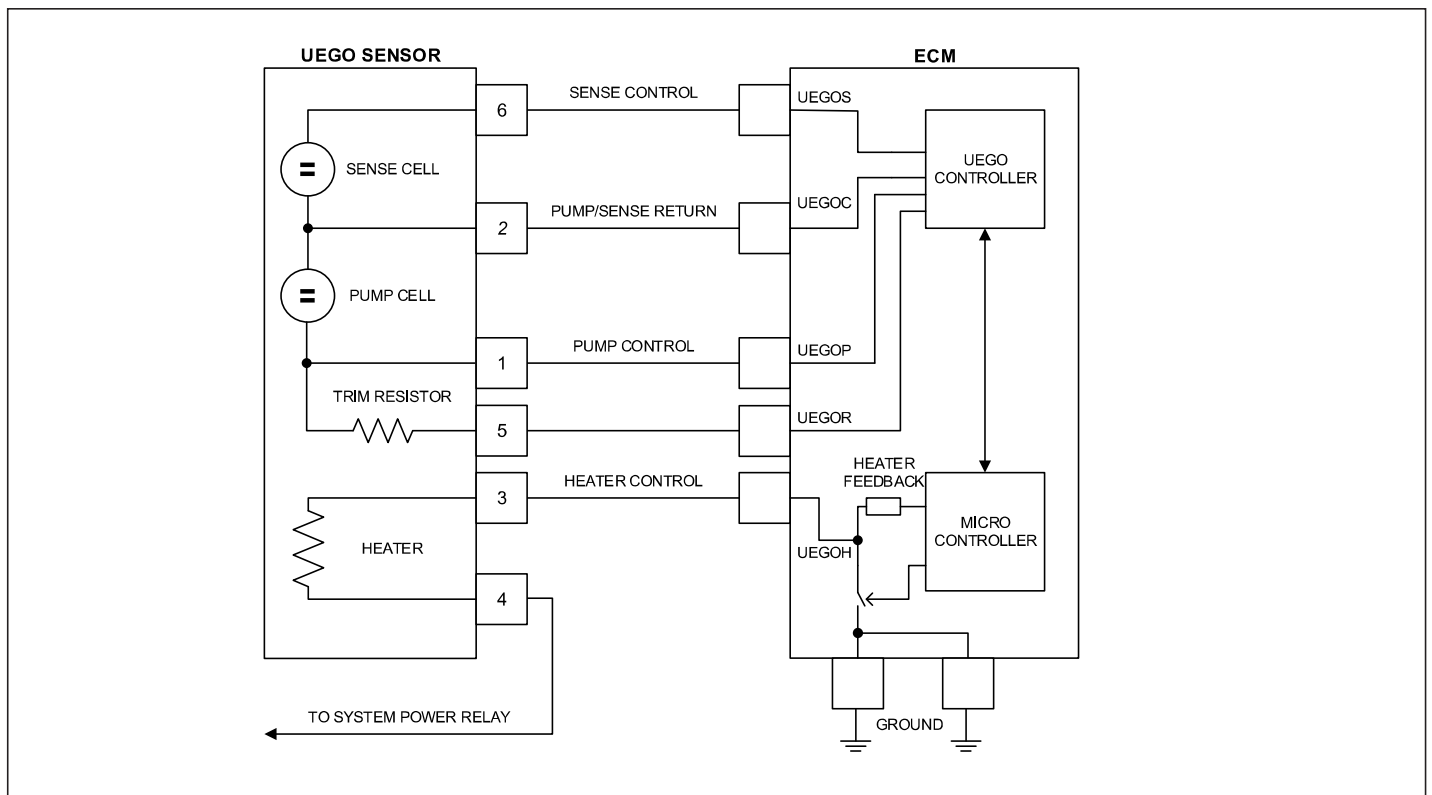 UEGO SENSOR
ECM
6
SENSE CONTROL
UEGOS
SENSE CELL
UEGO
CONTROLLER
2
PUMP/SENSE RETURN
UEGOC
PUMP CELL
1
PUMP CONTROL
UEGOP
TRIM RESISTOR
5
UEGOR
3
HEATER CONTROL
HEATER
FEEDBACK
MICRO
CONTROLLER
HEATER
UEGOH
4
TO SYSTEM POWER RELAY
GROUND